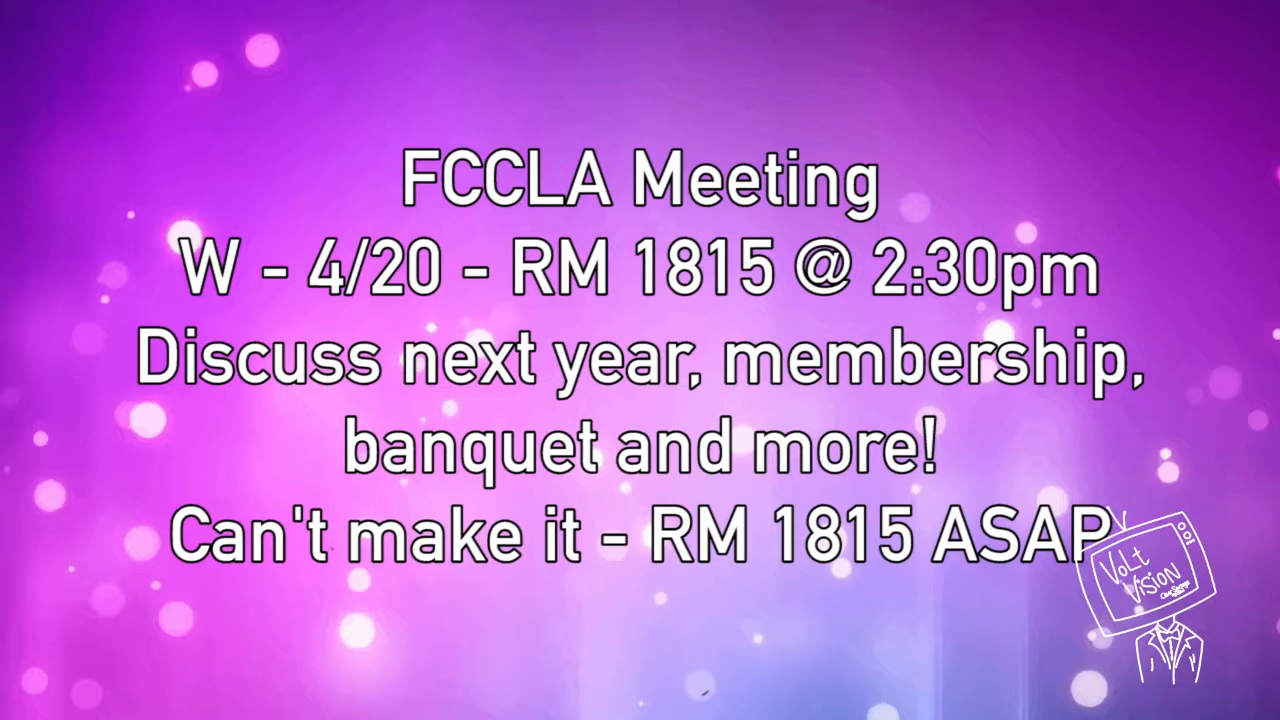 FCCLA Meeting
W - 4/20 - RM 1815 @ 2:30pm
Discuss next year, membership,
banquet and more!
Can't make it - RM 1815 ASAP
VoLt
VisioN